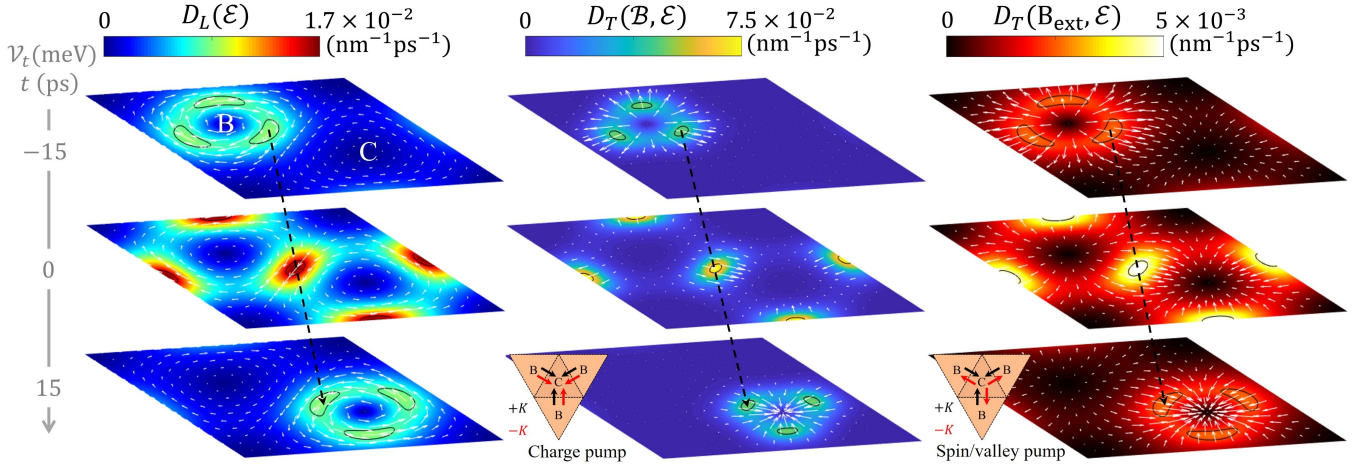 0 D_L(ℰ) 1.7 × 10⁻²
(nm⁻¹ps⁻¹)
0 D_T(ℬ, ℰ) 7.5 × 10⁻²
(nm⁻¹ps⁻¹)
0 D_T(B_ext, ℰ) 5 × 10⁻³
(nm⁻¹ps⁻¹)
𝒱_t(meV)
t (ps)
−15
0
15
B
C
B B
C
B
+K
−K
Charge pump
B B
C
B
+K
−K
Spin/valley pump